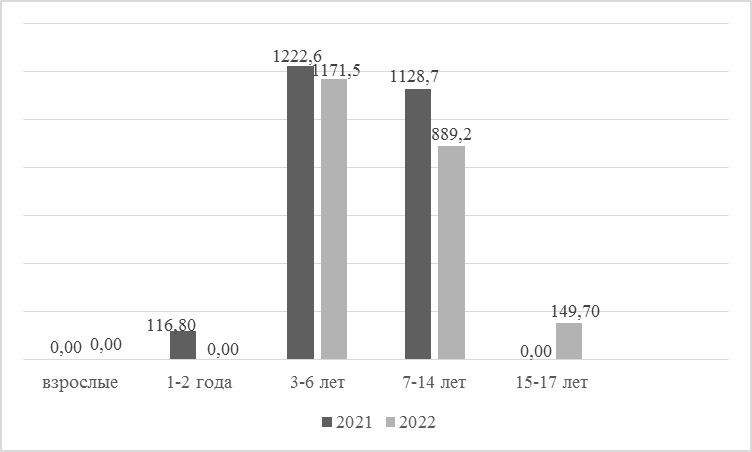 1222,6
1171,5
1128,7
889,2
116,80
149,70
0,00
0,00
0,00
0,00
взрослые
1-2 года
3-6 лет
7-14 лет
15-17 лет
2021
2022